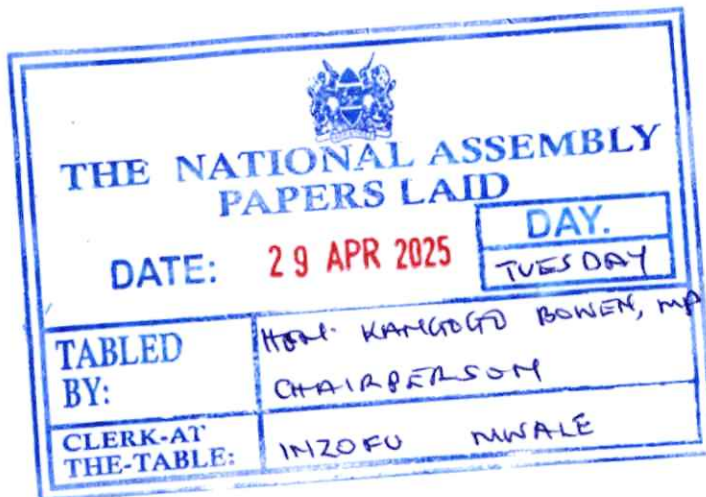 THE NATIONAL ASSEMBLY
PAPERS LAID
DATE: 29 APR 2025
DAY.
TUESDAY
TABLED BY:
HON. KANGOGO BOWEN, MP
CHAIRPERSON
CLERK-AT THE-TABLE:
INZOFU MWALE